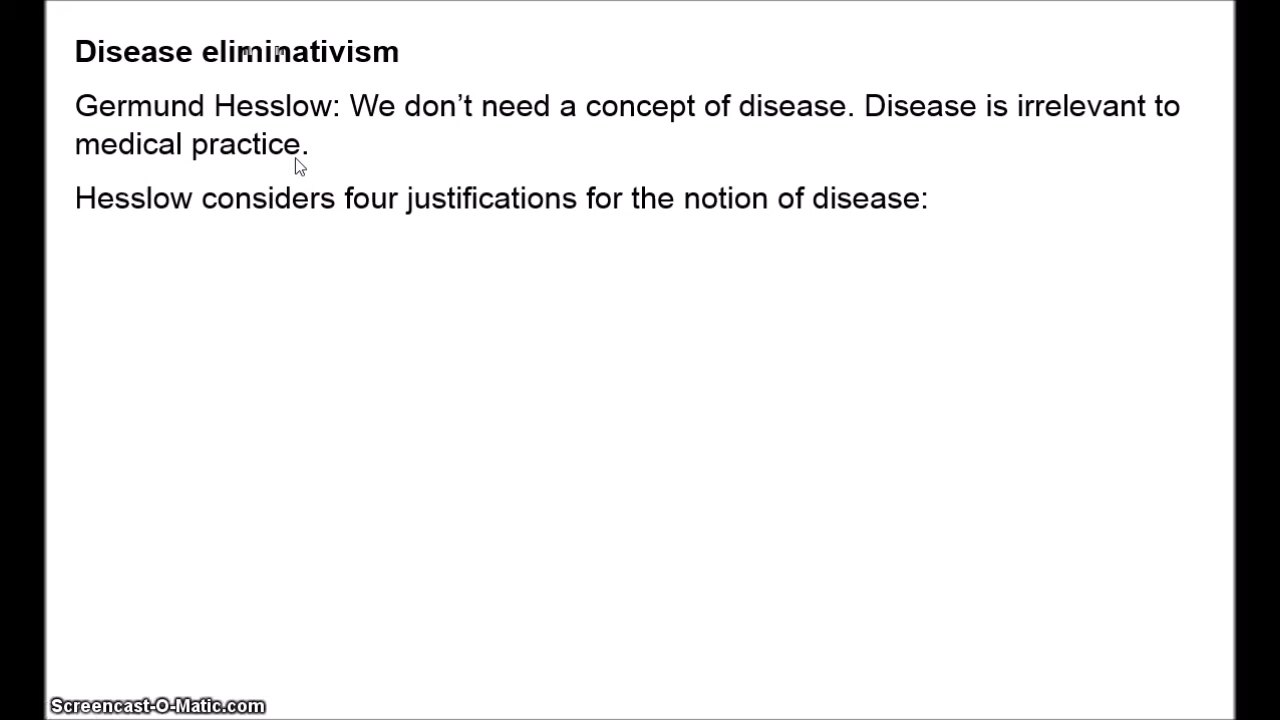 Disease eliminativism
Germund Hesslow: We don’t need a concept of disease. Disease is irrelevant to
medical practice.
Hesslow considers four justifications for the notion of disease:
Screencast-O-Matic.com